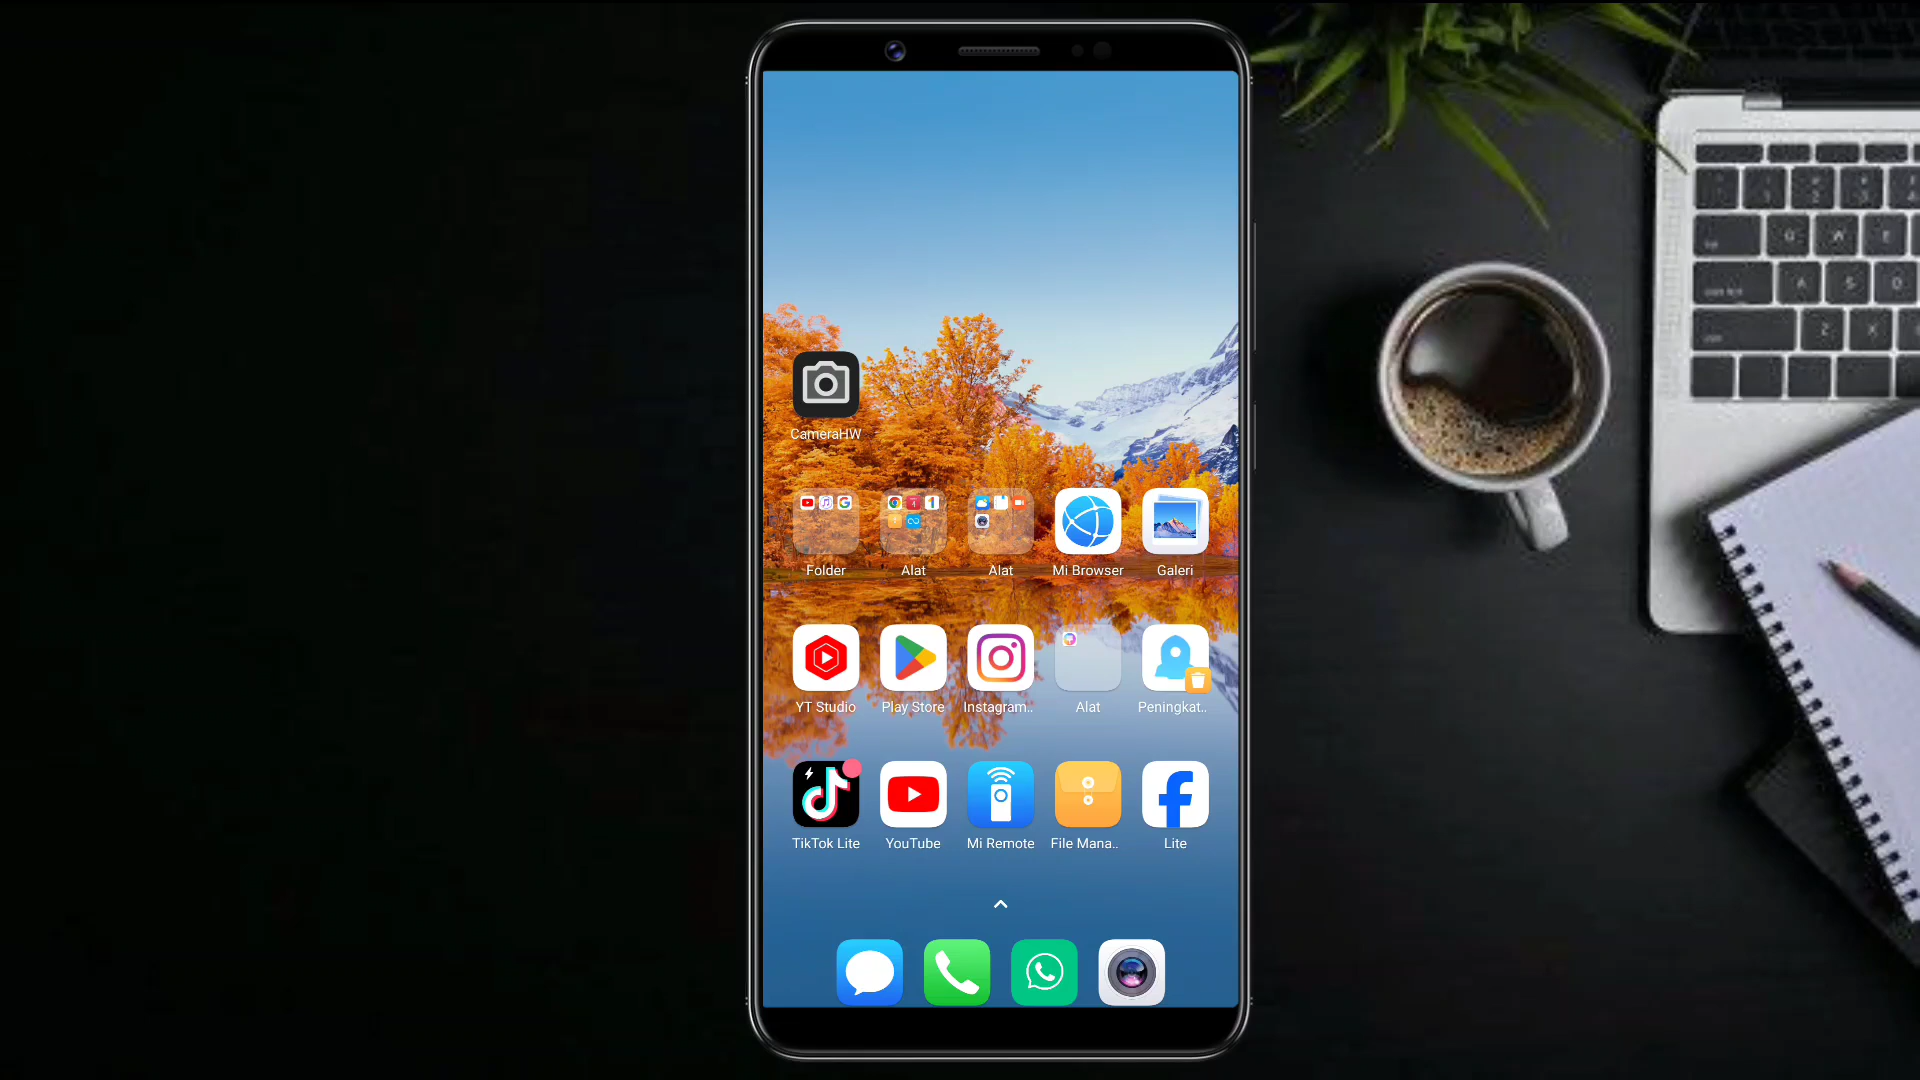 CameraHW
Folder
Alat
Alat
Mi Browser
Galeri
YT Studio
Play Store
Instagram..
Alat
Peningkat..
TikTok Lite
YouTube
Mi Remote
File Mana..
Lite
Q W E
A S D
Z X